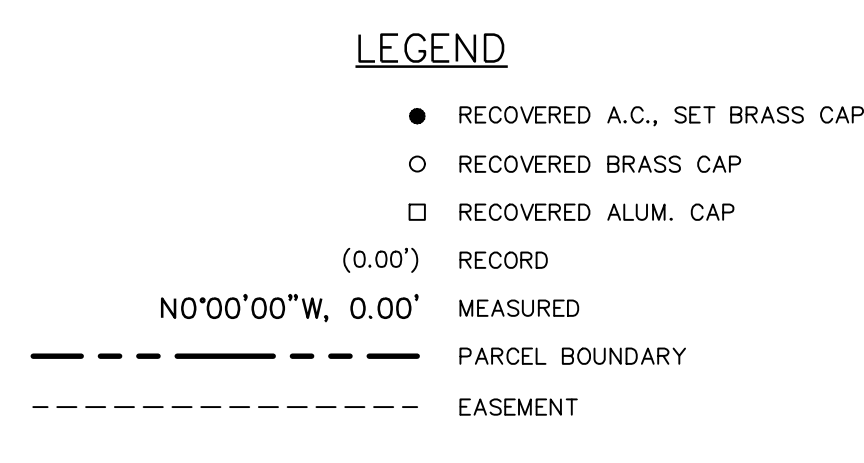 LEGEND
RECOVERED A.C., SET BRASS CAP
RECOVERED BRASS CAP
RECOVERED ALUM. CAP
(0.00') RECORD
N0°00'00"W, 0.00' MEASURED
PARCEL BOUNDARY
EASEMENT